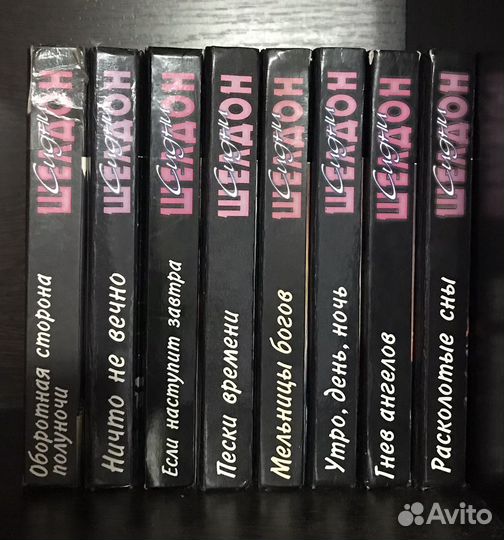 Сидни
ШЕЛДОН
Оборотная сторона
полуночи
Сидни
ШЕЛДОН
Ничто не вечно
Сидни
ШЕЛДОН
Если наступит завтра
Сидни
ШЕЛДОН
Пески времени
Сидни
ШЕЛДОН
Мельницы богов
Сидни
ШЕЛДОН
Утро, день, ночь
Сидни
ШЕЛДОН
Гнев ангелов
Сидни
ШЕЛДОН
Расколотые сны
Avito